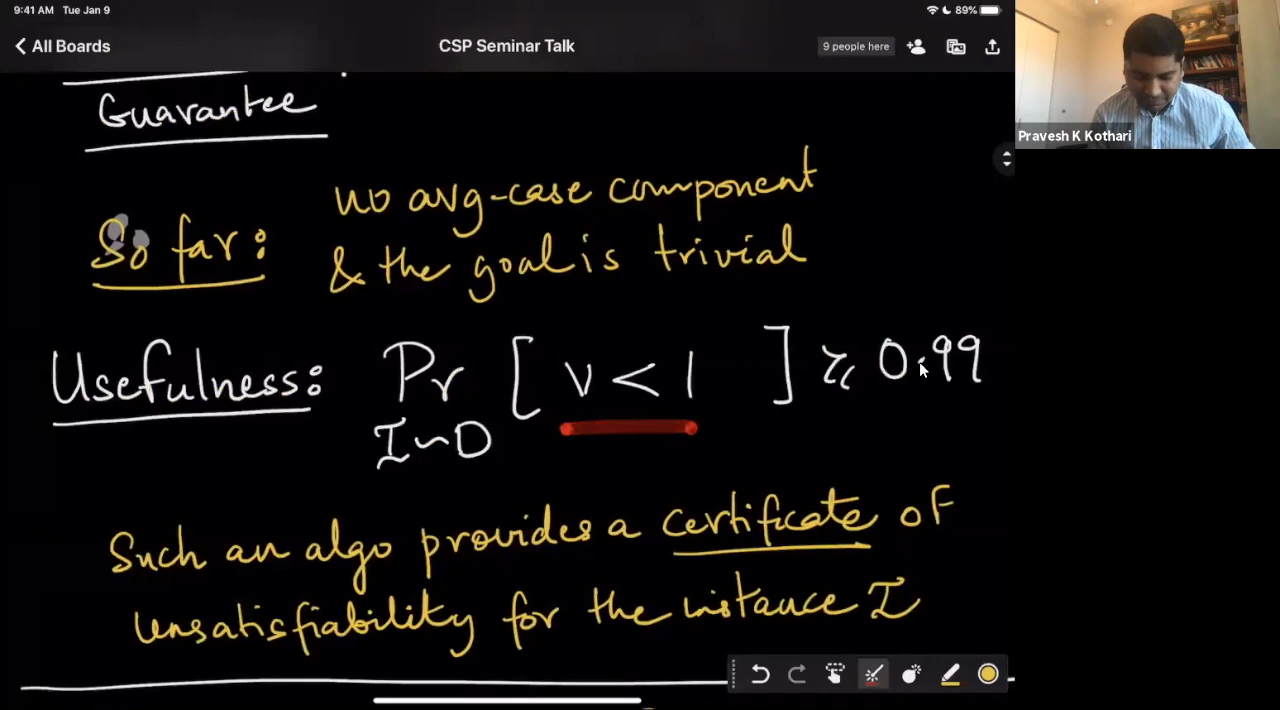 9:41 AM Tue Jan 9
89%
All Boards
CSP Seminar Talk
9 people here
Pravesh K Kothari
Guarantee
So far: no avg-case component
& the goal is trivial
Usefulness: Pr [ v < 1 ] ≥ 0.99
I~D
Such an algo provides a certificate of
unsatisfiability for the instance I